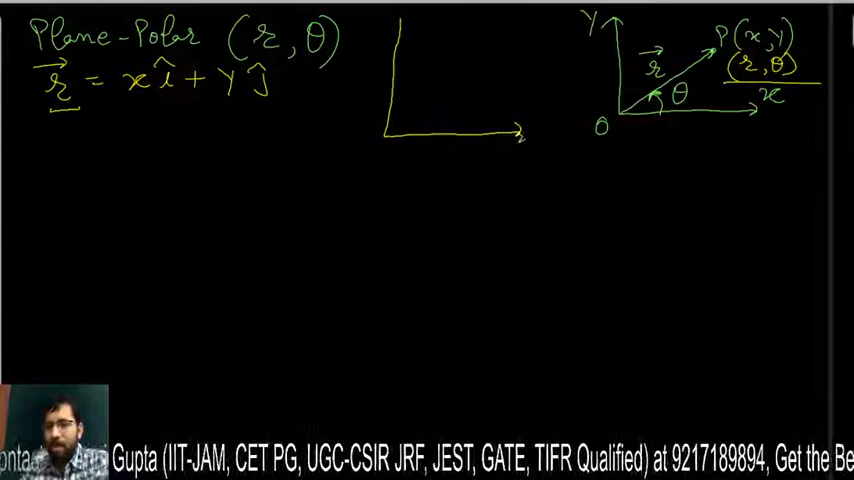 Plane-Polar (r, θ)
r⃗ = x î + y ĵ
Y
P(x, y)
(r, θ)
r⃗
θ
x
O
Gupta (IIT-JAM, CET PG, UGC-CSIR JRF, JEST, GATE, TIFR Qualified) at 9217189894, Get the Be